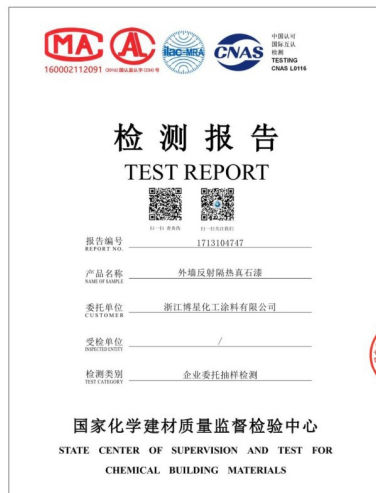 MA
AL
ilac-MRA
CNAS
中国认可
国际互认
检测
TESTING
CNAS L0116
160002112091
检测报告
TEST REPORT
报告编号
REPORT NO.
1713104747
产品名称
NAME OF SAMPLE
外墙反射隔热真石漆
委托单位
CUSTOMER
浙江博星化工涂料有限公司
受检单位
INSPECTED ENTITY
/
检测类别
TEST CATEGORY
企业委托抽样检测
国家化学建材质量监督检验中心
STATE CENTER OF SUPERVISION AND TEST FOR
CHEMICAL BUILDING MATERIALS